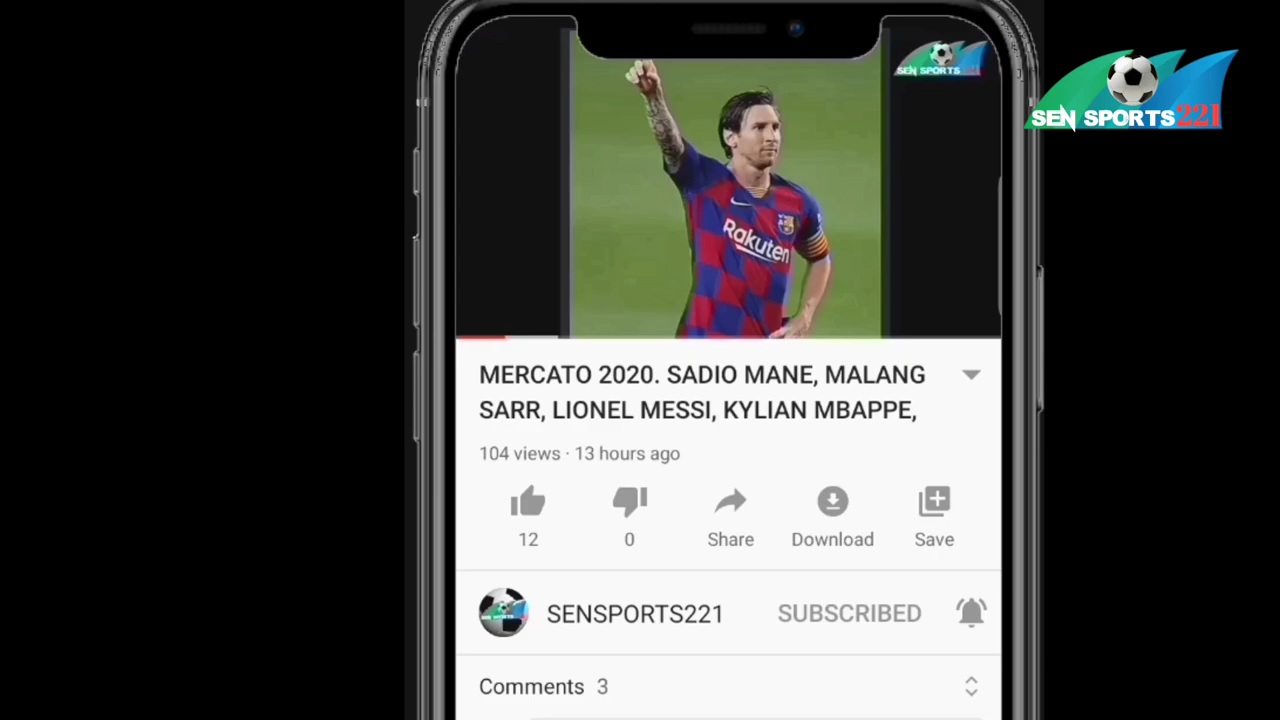 SEN SPORTS221
SEN SPORTS 221
Rakuten
MERCATO 2020. SADIO MANE, MALANG
SARR, LIONEL MESSI, KYLIAN MBAPPE,
104 views · 13 hours ago
12
0
Share
Download
Save
SENSPORTS221
SUBSCRIBED
Comments 3